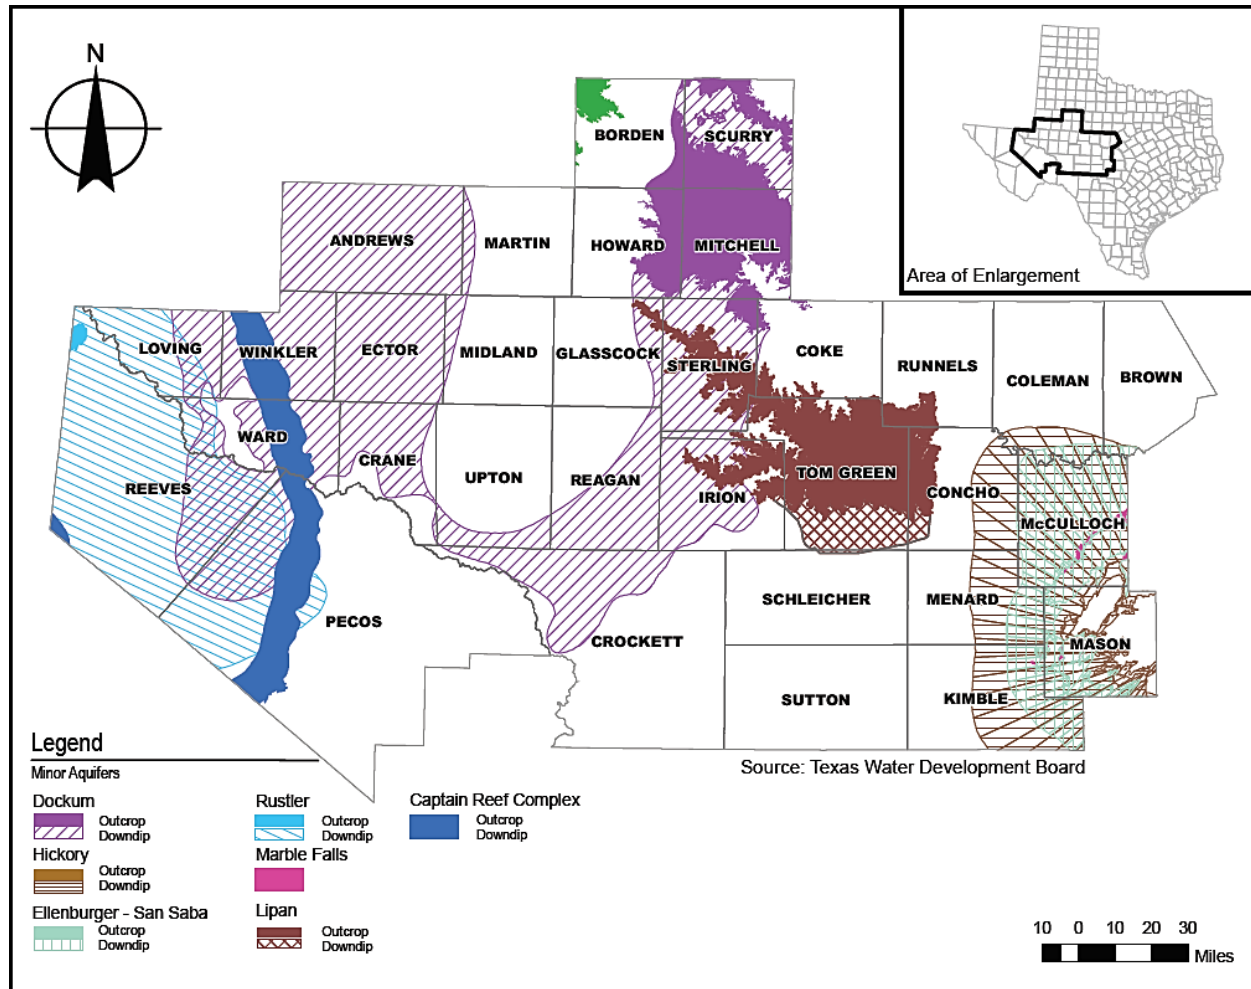 N
Area of Enlargement
BORDEN
SCURRY
ANDREWS
MARTIN
HOWARD
MITCHELL
LOVING
WINKLER
ECTOR
MIDLAND
GLASSCOCK
STERLING
COKE
RUNNELS
COLEMAN
BROWN
WARD
CRANE
UPTON
REAGAN
IRION
TOM GREEN
CONCHO
McCULLOCH
REEVES
PECOS
CROCKETT
SCHLEICHER
MENARD
MASON
SUTTON
KIMBLE
Source: Texas Water Development Board
Legend
Minor Aquifers
Dockum
Outcrop
Downdip
Hickory
Outcrop
Downdip
Ellenburger - San Saba
Outcrop
Downdip
Rustler
Outcrop
Downdip
Marble Falls
Lipan
Outcrop
Downdip
Captain Reef Complex
Outcrop
Downdip
10 0 10 20 30
Miles